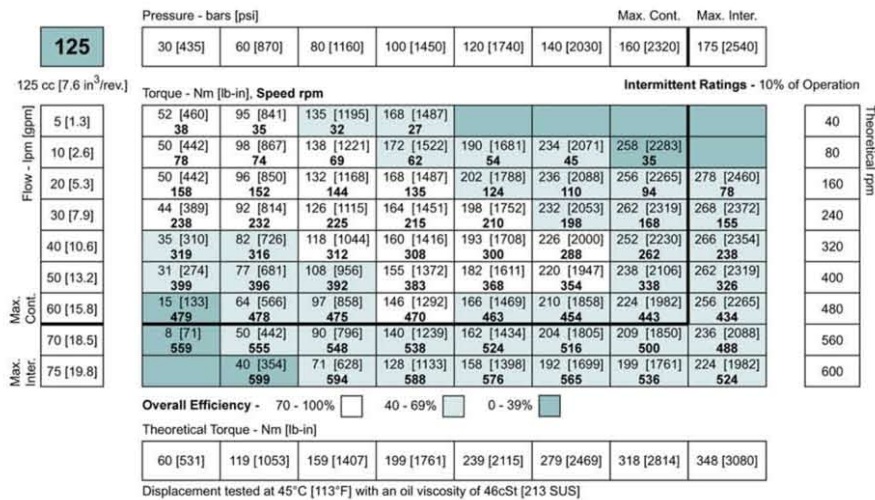 Pressure - bars [psi] Max. Cont. Max. Inter.
125 30 [435] 60 [870] 80 [1160] 100 [1450] 120 [1740] 140 [2030] 160 [2320] 175 [2540]
125 cc [7.6 in³/rev.] Torque - Nm [lb-in], Speed rpm Intermittent Ratings - 10% of Operation
Flow - lpm [gpm]
Max. Cont.
Max. Inter.
Theoretical rpm
5 [1.3] 52 [460] 95 [841] 135 [1195] 168 [1487] 40
38 35 32 27
10 [2.6] 50 [442] 98 [867] 138 [1221] 172 [1522] 190 [1681] 234 [2071] 258 [2283] 80
78 74 69 62 54 45 35
20 [5.3] 50 [442] 96 [850] 132 [1168] 168 [1487] 202 [1788] 236 [2088] 256 [2265] 278 [2460] 160
158 152 144 135 124 110 94 78
30 [7.9] 44 [389] 92 [814] 126 [1115] 164 [1451] 198 [1752] 232 [2053] 262 [2319] 268 [2372] 240
238 232 225 215 210 198 168 155
40 [10.6] 35 [310] 82 [726] 118 [1044] 160 [1416] 193 [1708] 226 [2000] 252 [2230] 266 [2354] 320
319 316 312 308 300 288 262 238
50 [13.2] 31 [274] 77 [681] 108 [956] 155 [1372] 182 [1611] 220 [1947] 238 [2106] 262 [2319] 400
399 396 392 383 368 354 338 326
60 [15.8] 15 [133] 64 [566] 97 [858] 146 [1292] 166 [1469] 210 [1858] 224 [1982] 256 [2265] 480
479 478 475 470 463 454 443 434
70 [18.5] 8 [71] 50 [442] 90 [796] 140 [1239] 162 [1434] 204 [1805] 209 [1850] 236 [2088] 560
559 555 548 538 524 516 500 488
75 [19.8] 40 [354] 71 [628] 128 [1133] 158 [1398] 192 [1699] 199 [1761] 224 [1982] 600
599 594 588 576 565 536 524
Overall Efficiency - 70 - 100% 40 - 69% 0 - 39%
Theoretical Torque - Nm [lb-in]
60 [531] 119 [1053] 159 [1407] 199 [1761] 239 [2115] 279 [2469] 318 [2814] 348 [3080]
Displacement tested at 45°C [113°F] with an oil viscosity of 46cSt [213 SUS]